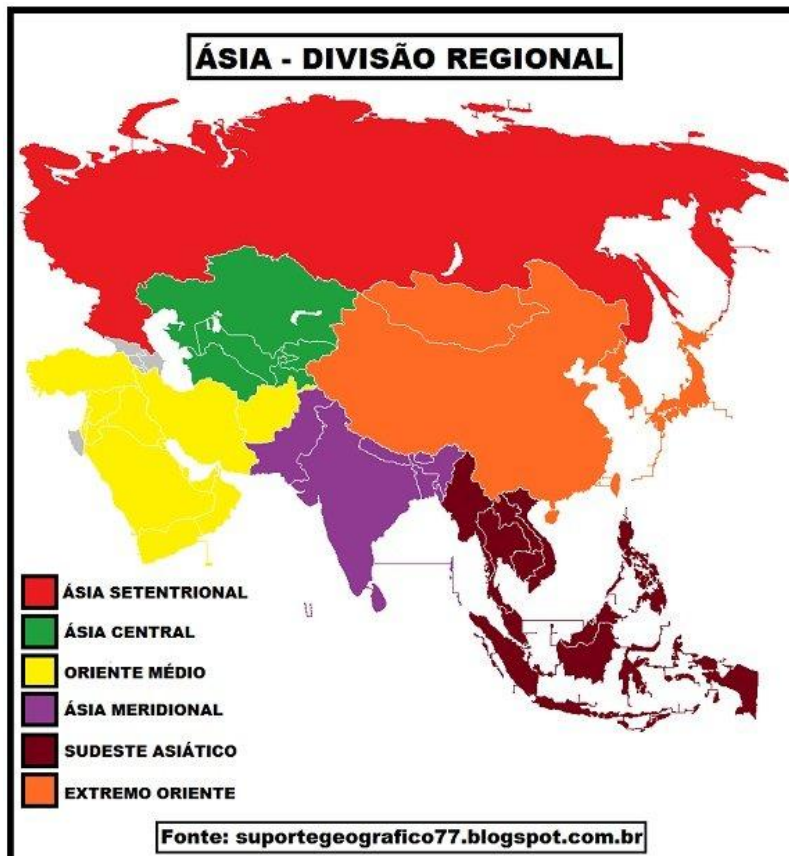 ÁSIA - DIVISÃO REGIONAL
ÁSIA SETENTRIONAL
ÁSIA CENTRAL
ORIENTE MÉDIO
ÁSIA MERIDIONAL
SUDESTE ASIÁTICO
EXTREMO ORIENTE
Fonte: suportegeografico77.blogspot.com.br